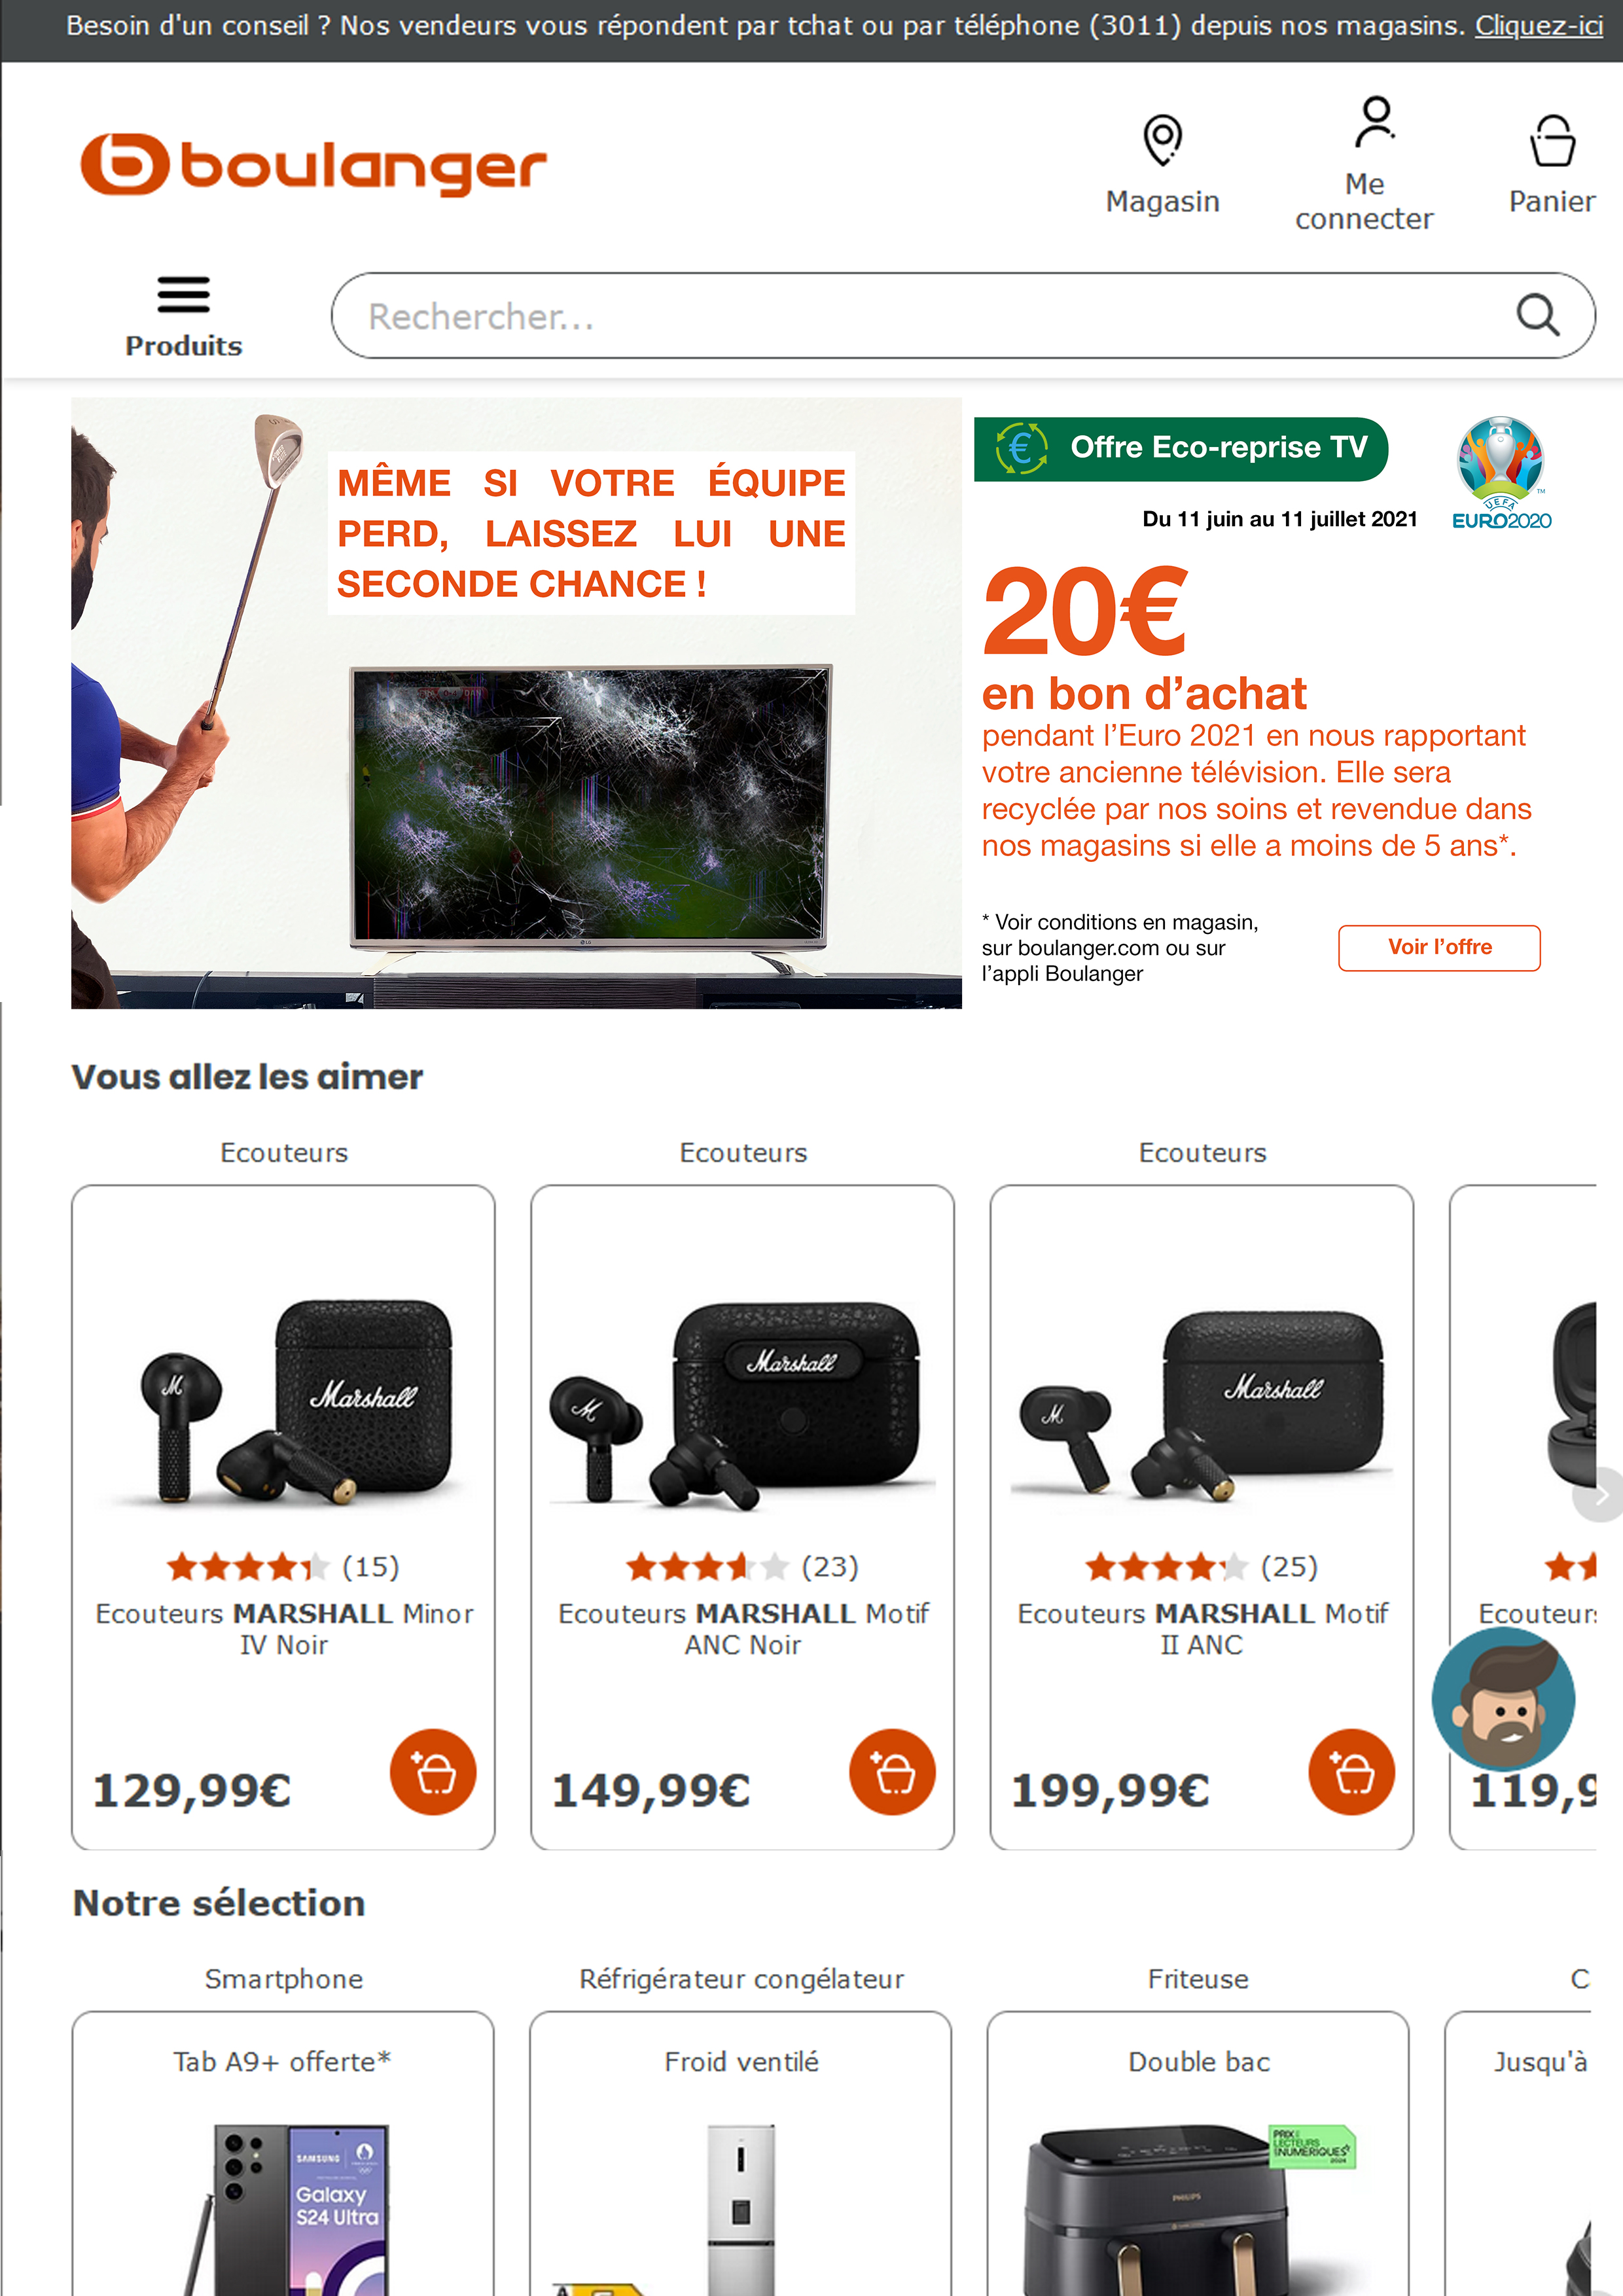 Besoin d'un conseil ? Nos vendeurs vous répondent par tchat ou par téléphone (3011) depuis nos magasins. Cliquez-ici
boulanger
Magasin
Me
connecter
Panier
Produits
Rechercher...
MÊME SI VOTRE ÉQUIPE
PERD, LAISSEZ LUI UNE
SECONDE CHANCE !
LG
€ Offre Eco-reprise TV
UEFA
EURO2020
TM
Du 11 juin au 11 juillet 2021
20€
en bon d’achat
pendant l’Euro 2021 en nous rapportant
votre ancienne télévision. Elle sera
recyclée par nos soins et revendue dans
nos magasins si elle a moins de 5 ans*.
* Voir conditions en magasin,
sur boulanger.com ou sur
l’appli Boulanger
Voir l’offre
Vous allez les aimer
Ecouteurs
Marshall
M
(15)
Ecouteurs MARSHALL Minor
IV Noir
129,99€
Ecouteurs
Marshall
M
(23)
Ecouteurs MARSHALL Motif
ANC Noir
149,99€
Ecouteurs
Marshall
M
(25)
Ecouteurs MARSHALL Motif
II ANC
199,99€
119,9
Notre sélection
Smartphone
Tab A9+ offerte*
SAMSUNG
Galaxy
S24 Ultra
Réfrigérateur congélateur
Froid ventilé
A
Friteuse
Double bac
PRIX
LECTEURS
NUMERIQUES
2024
PHILIPS
C
Jusqu'à